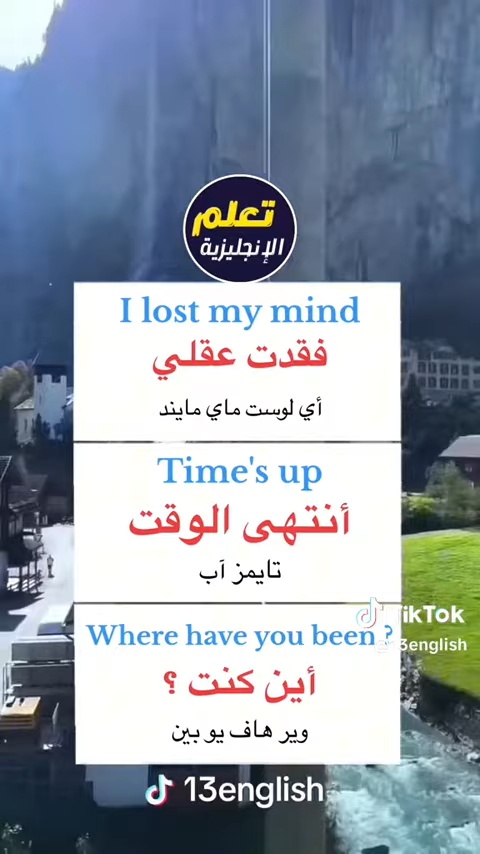 تعلم
الإنجليزية
I lost my mind
فقدت عقلي
أي لوست ماي مايند
Time's up
أنتهى الوقت
تايمز آب
TikTok
Where have you been ?
13english
أين كنت ؟
وير هاف يو بين
13english